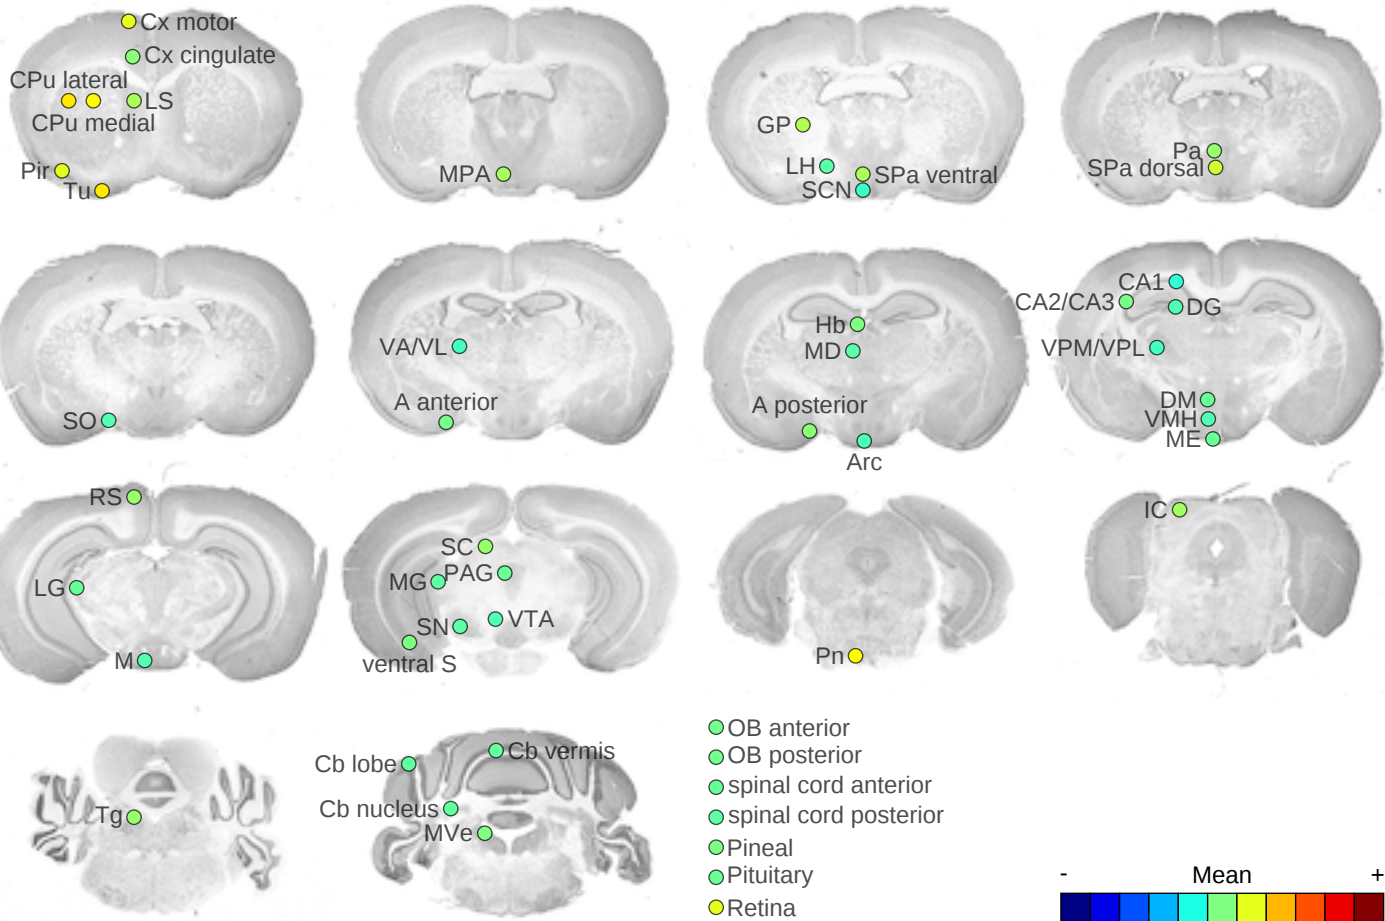 Cx motor
Cx cingulate
CPu lateral
LS
CPu medial
Pir
Tu
MPA
GP
LH
SPa ventral
SCN
Pa
SPa dorsal
SO
VA/VL
A anterior
Hb
MD
A posterior
Arc
CA1
CA2/CA3
DG
VPM/VPL
DM
VMH
ME
RS
LG
M
SC
PAG
MG
SN
VTA
ventral S
Pn
IC
Tg
Cb vermis
Cb lobe
Cb nucleus
MVe
OB anterior
OB posterior
spinal cord anterior
spinal cord posterior
Pineal
Pituitary
Retina
- Mean +